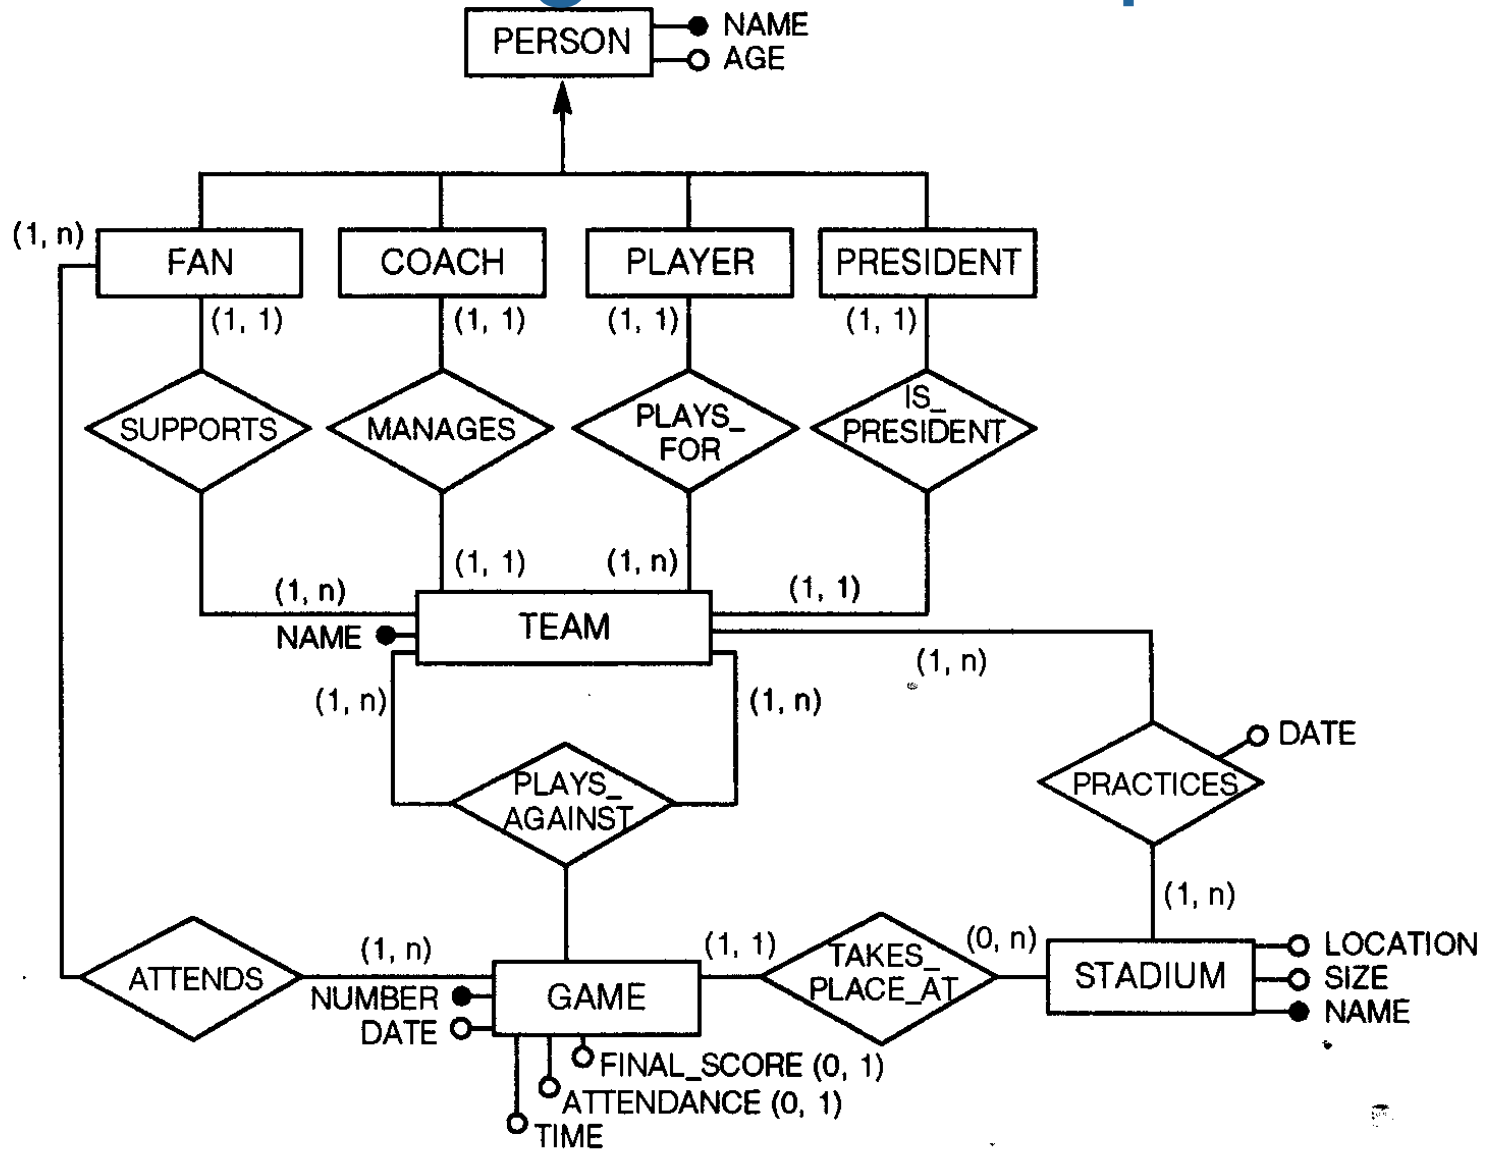 PERSON
NAME
AGE
(1, n)
FAN
COACH
PLAYER
PRESIDENT
(1, 1)
(1, 1)
(1, 1)
(1, 1)
SUPPORTS
MANAGES
PLAYS_
FOR
IS_
PRESIDENT
(1, n)
(1, 1)
(1, n)
(1, 1)
NAME
TEAM
(1, n)
(1, n)
(1, n)
DATE
PLAYS_
AGAINST
PRACTICES
(1, n)
ATTENDS
(1, n)
NUMBER
DATE
GAME
(1, 1)
TAKES_
PLACE_AT
(0, n)
STADIUM
LOCATION
SIZE
NAME
FINAL_SCORE (0, 1)
ATTENDANCE (0, 1)
TIME